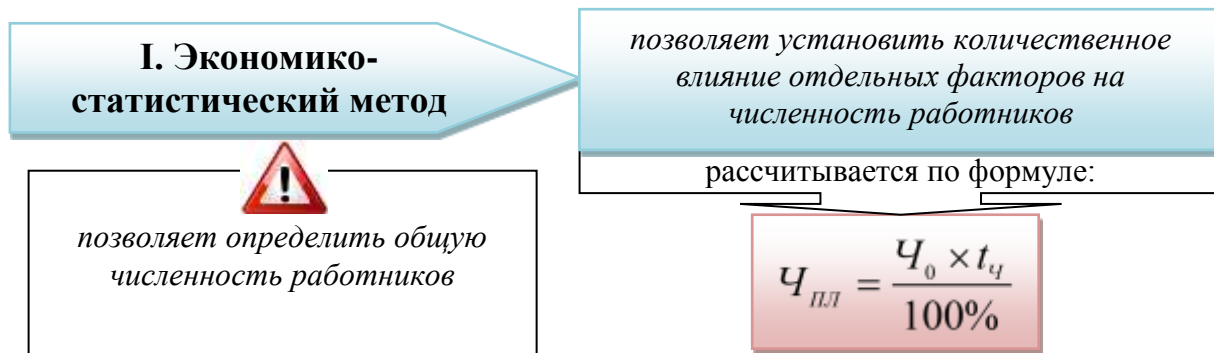 I. Экономико-
статистический метод
позволяет установить количественное
влияние отдельных факторов на
численность работников
рассчитывается по формуле:
позволяет определить общую
численность работников
Ч_ПЛ = (Ч_0 × t_Ч) / 100%